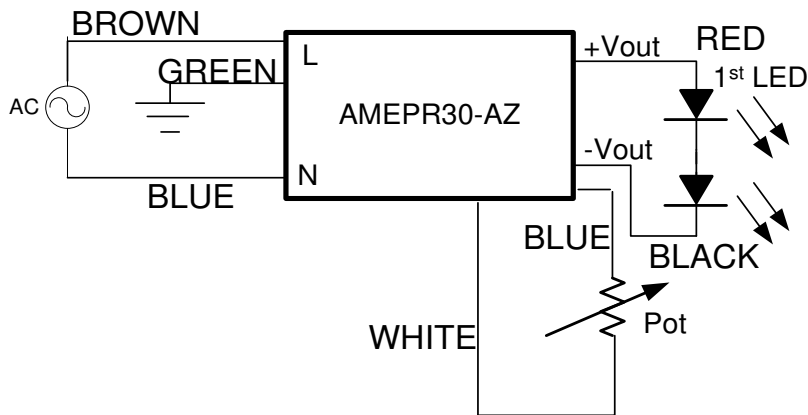 BROWN
L
+Vout
RED
GREEN
1st LED
AC
AMEPR30-AZ
-Vout
N
BLUE
BLUE
BLACK
WHITE
Pot